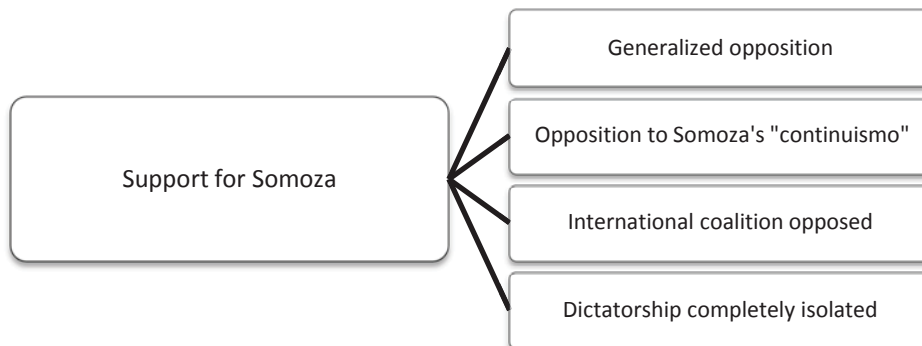 Support for Somoza
Generalized opposition
Opposition to Somoza's "continuismo"
International coalition opposed
Dictatorship completely isolated